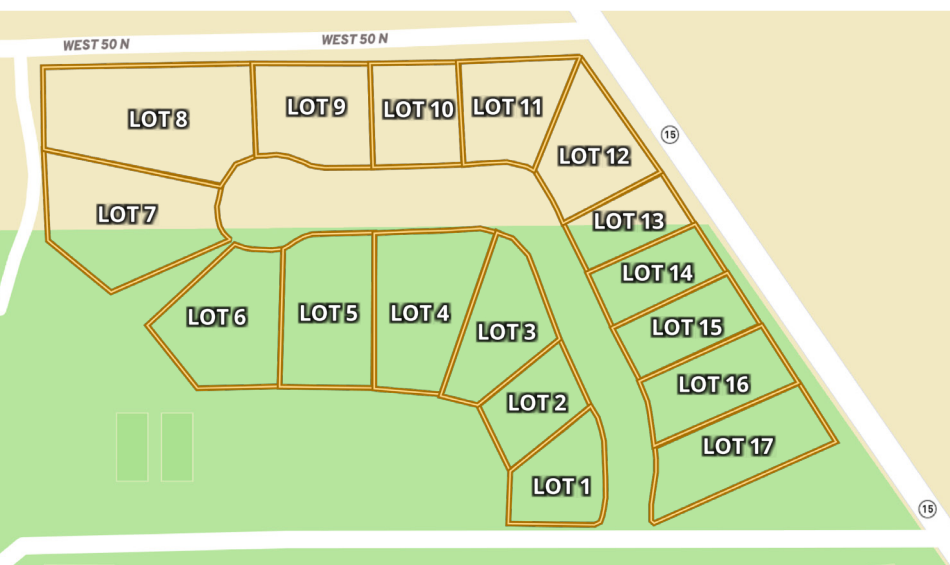 WEST 50 N
WEST 50 N
LOT 8
LOT 9
LOT 10
LOT 11
15
LOT 12
LOT 7
LOT 13
LOT 14
LOT 6
LOT 5
LOT 4
LOT 3
LOT 15
LOT 16
LOT 2
LOT 17
LOT 1
15